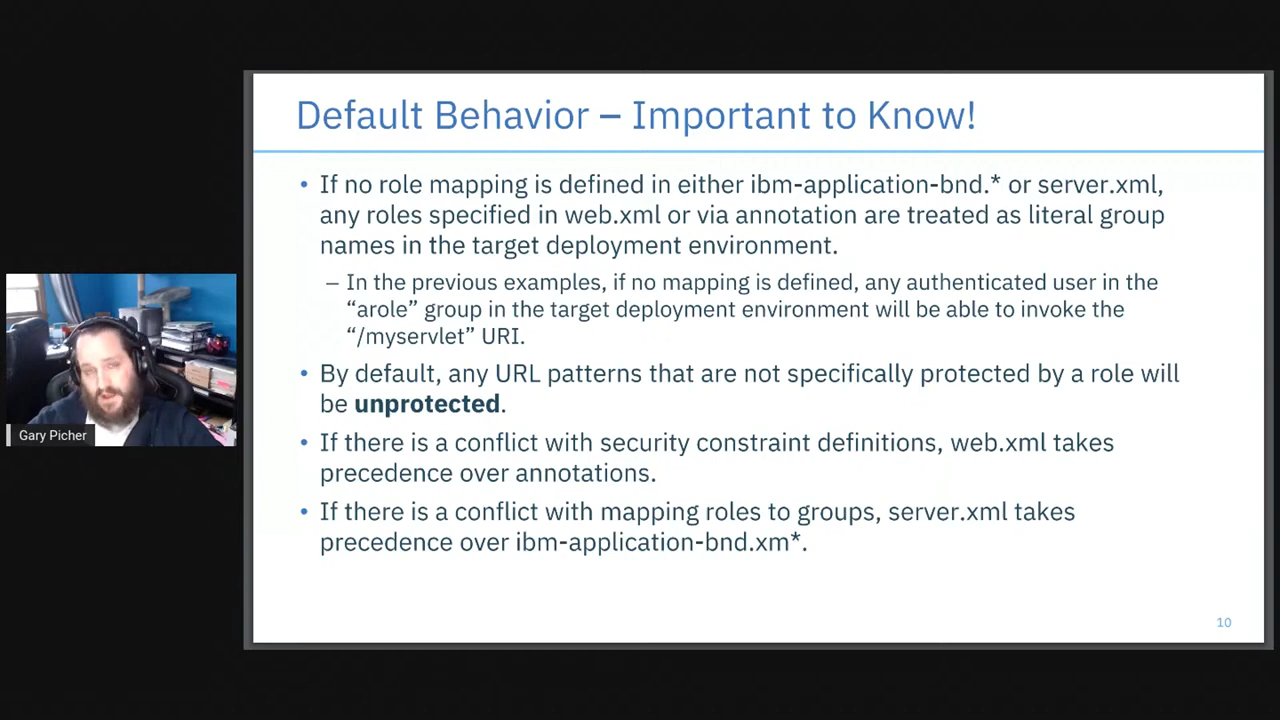 Default Behavior – Important to Know!
• If no role mapping is defined in either ibm-application-bnd.* or server.xml,
any roles specified in web.xml or via annotation are treated as literal group
names in the target deployment environment.
– In the previous examples, if no mapping is defined, any authenticated user in the
“arole” group in the target deployment environment will be able to invoke the
“/myservlet” URI.
• By default, any URL patterns that are not specifically protected by a role will
be unprotected.
• If there is a conflict with security constraint definitions, web.xml takes
precedence over annotations.
• If there is a conflict with mapping roles to groups, server.xml takes
precedence over ibm-application-bnd.xm*.
10
Gary Picher